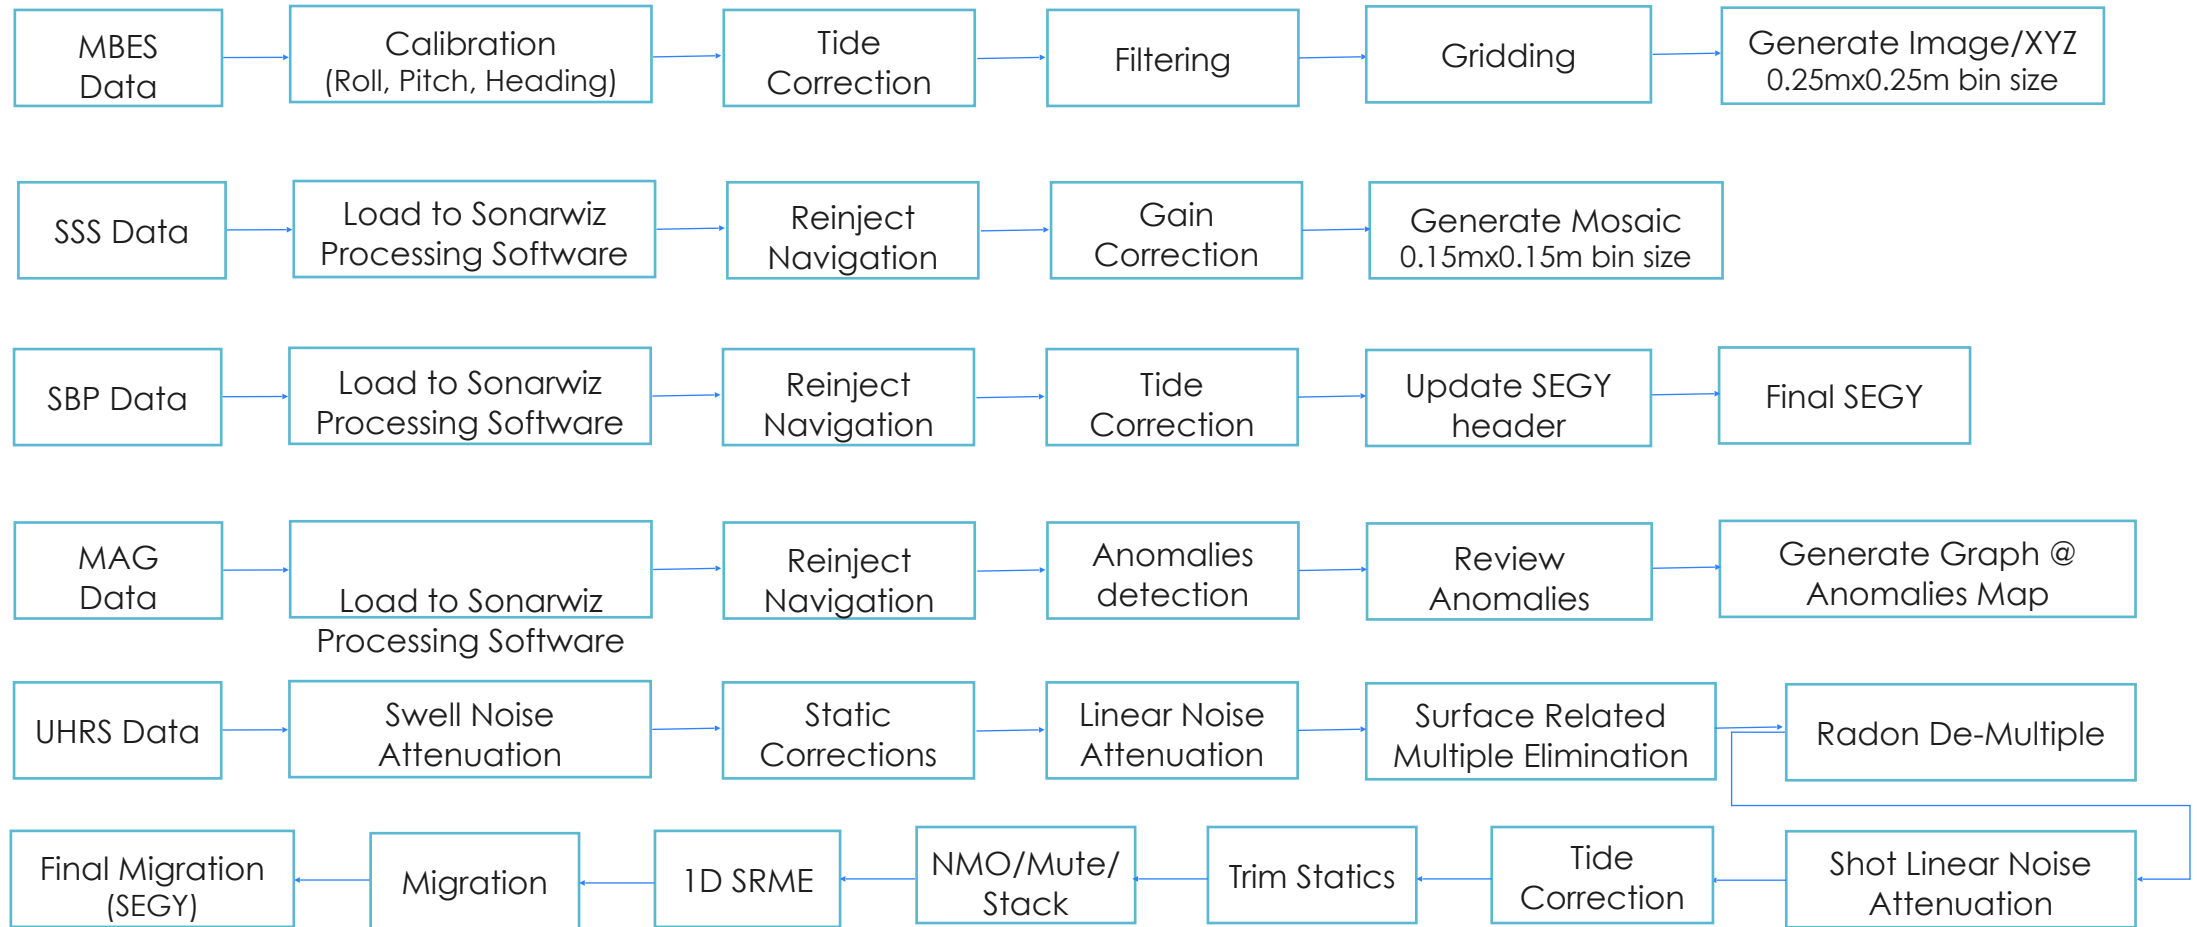 MBES
Data
Calibration
(Roll, Pitch, Heading)
Tide
Correction
Filtering
Gridding
Generate Image/XYZ
0.25mx0.25m bin size
SSS Data
Load to Sonarwiz
Processing Software
Reinject
Navigation
Gain
Correction
Generate Mosaic
0.15mx0.15m bin size
SBP Data
Load to Sonarwiz
Processing Software
Reinject
Navigation
Tide
Correction
Update SEGY
header
Final SEGY
MAG
Data
Load to Sonarwiz
Processing Software
Reinject
Navigation
Anomalies
detection
Review
Anomalies
Generate Graph @
Anomalies Map
UHRS Data
Swell Noise
Attenuation
Static
Corrections
Linear Noise
Attenuation
Surface Related
Multiple Elimination
Radon De-Multiple
Final Migration
(SEGY)
Migration
1D SRME
NMO/Mute/
Stack
Trim Statics
Tide
Correction
Shot Linear Noise
Attenuation